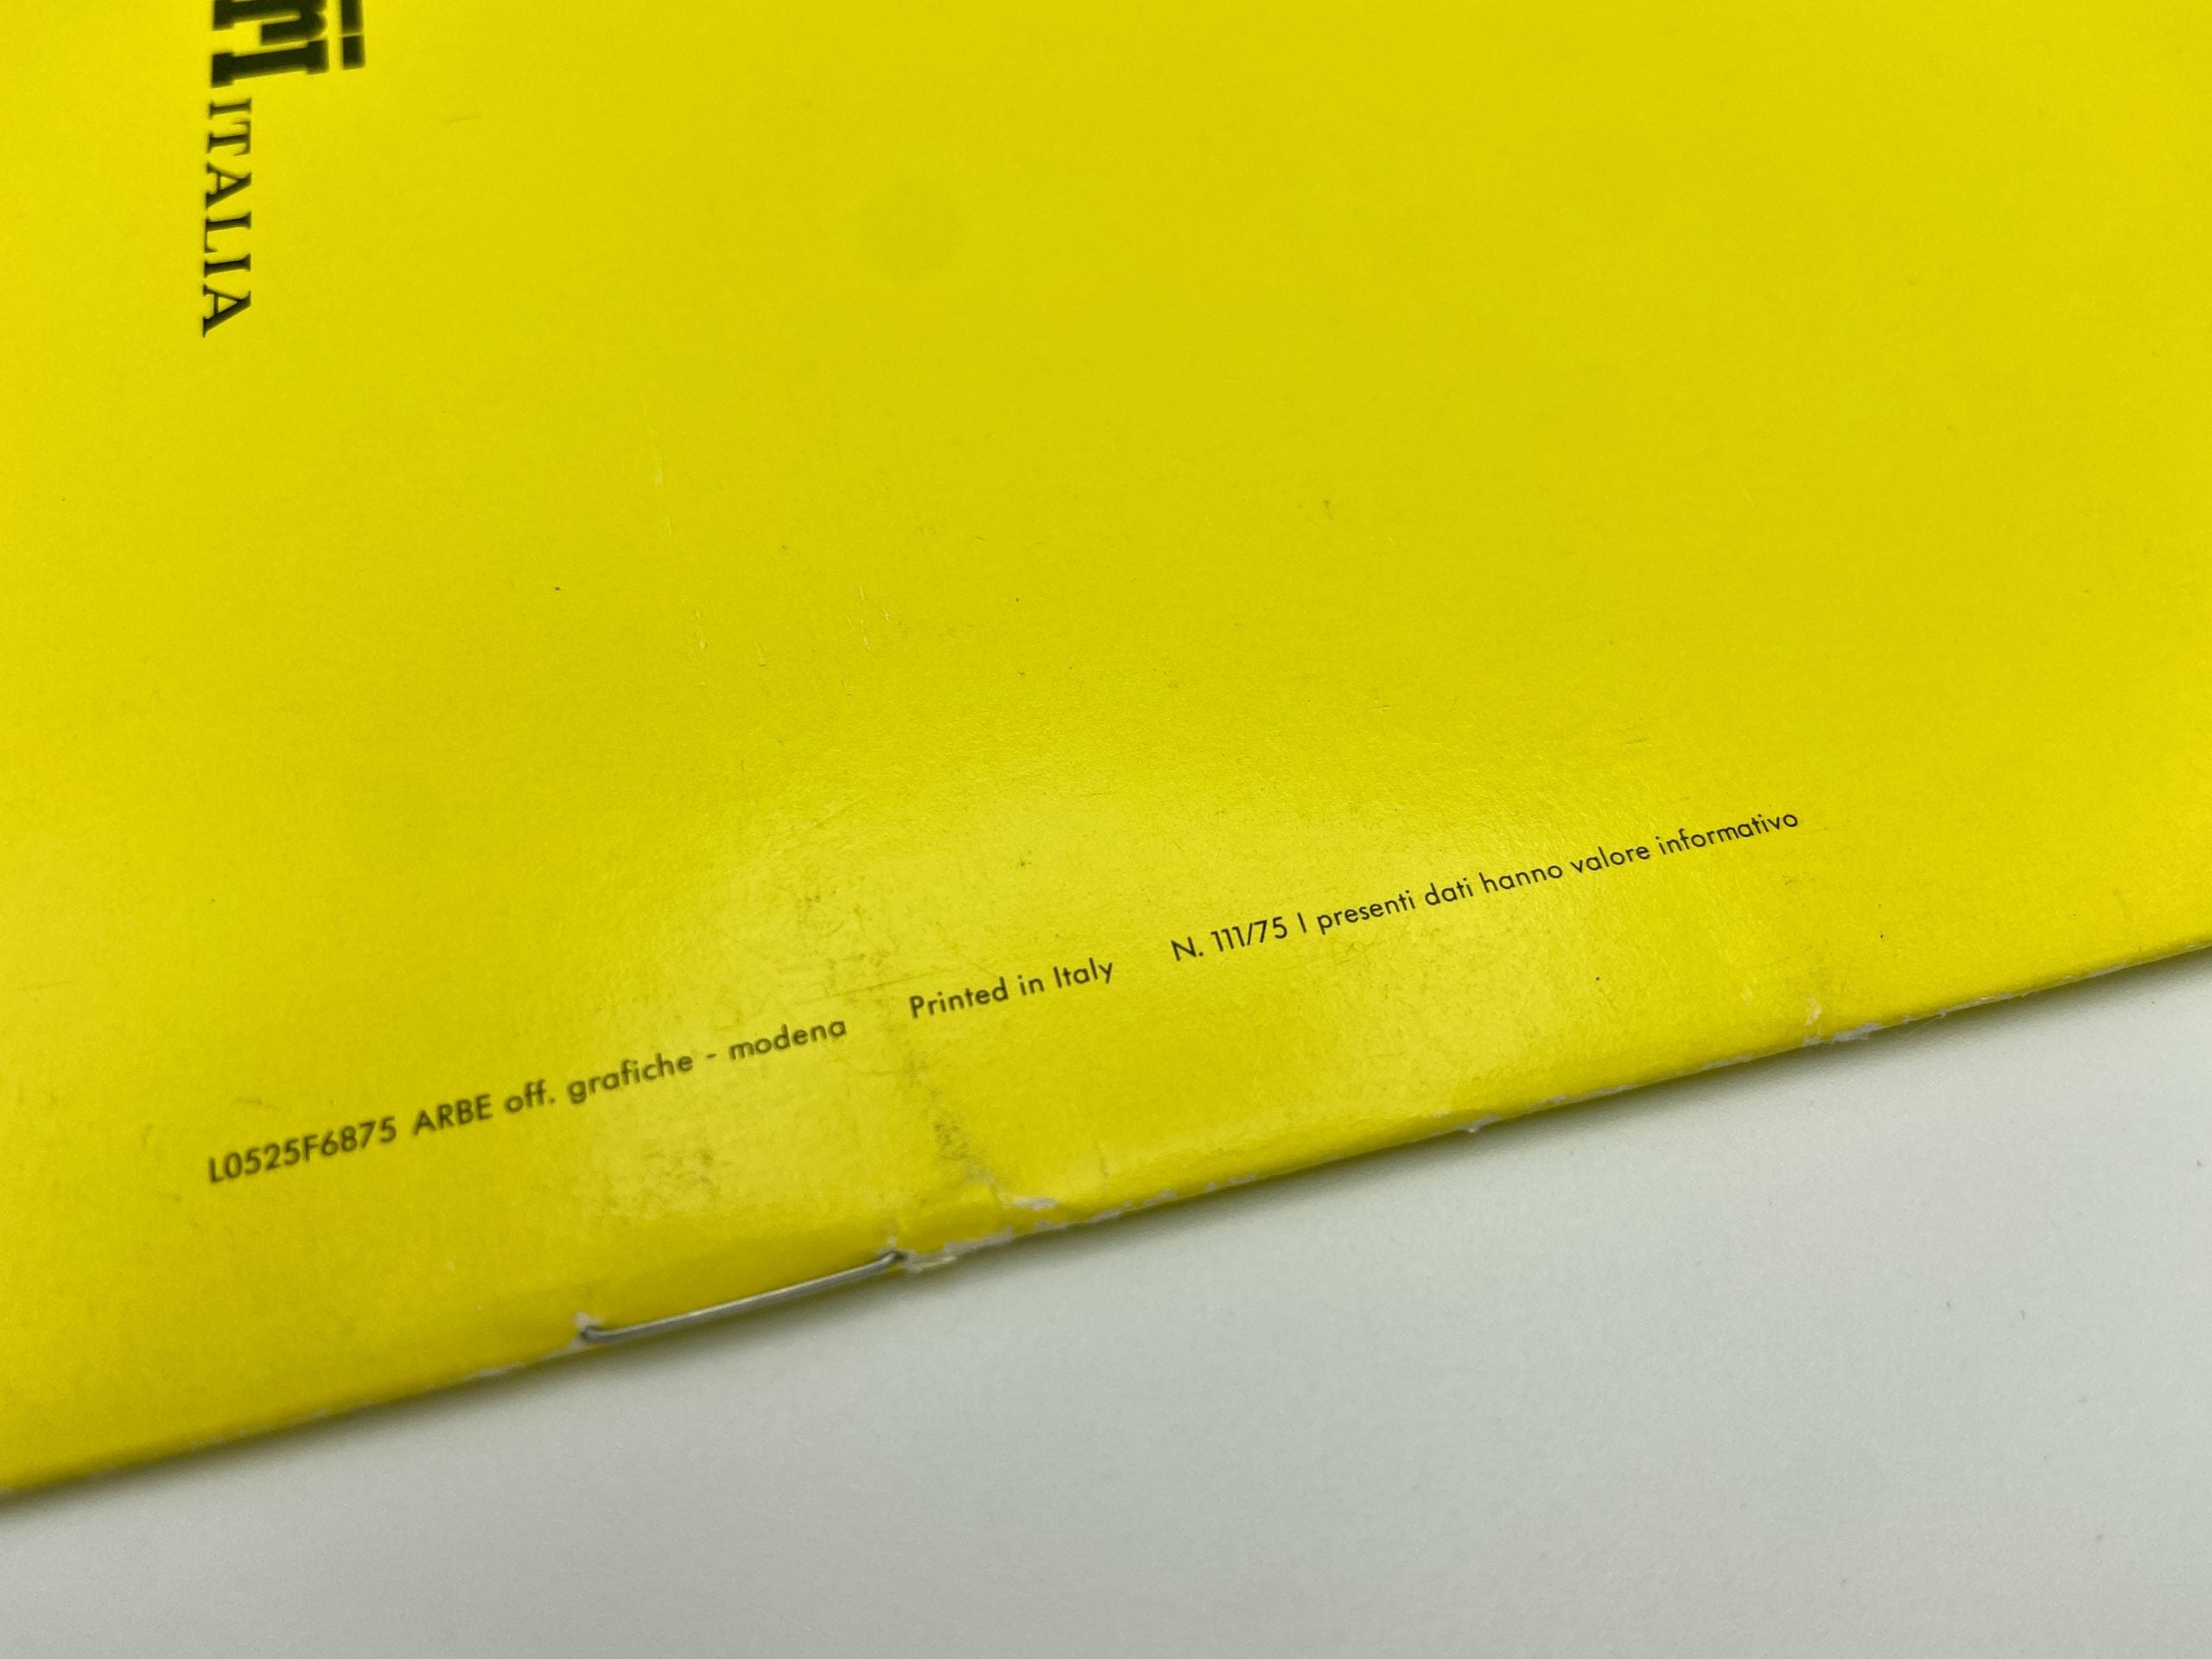 ITALIA
L0525F6875 ARBE off. grafiche - modena Printed in Italy N. 111/75 I presenti dati hanno valore informativo